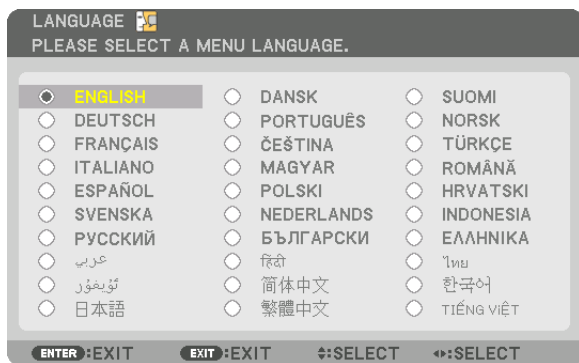 LANGUAGE
PLEASE SELECT A MENU LANGUAGE.
ENGLISH DANSK SUOMI
DEUTSCH PORTUGUÊS NORSK
FRANÇAIS ČEŠTINA TÜRKÇE
ITALIANO MAGYAR ROMÂNĂ
ESPAÑOL POLSKI HRVATSKI
SVENSKA NEDERLANDS INDONESIA
РУССКИЙ БЪЛГАРСКИ ΕΛΛΗΝΙΚΑ
عربي हिंदी ไทย
ئۇيغۇر 简体中文 한국어
日本語 繁體中文 TIẾNG VIỆT
ENTER:EXIT EXIT:EXIT :SELECT :SELECT